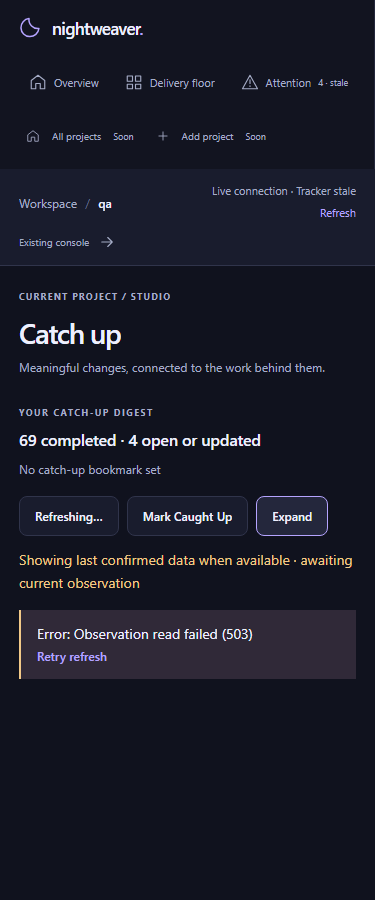 nightweaver.
Overview
Delivery floor
Attention 4 · stale
All projects Soon
Add project Soon
Workspace / qa
Live connection · Tracker stale
Refresh
Existing console
CURRENT PROJECT / STUDIO
Catch up
Meaningful changes, connected to the work behind them.
YOUR CATCH-UP DIGEST
69 completed · 4 open or updated
No catch-up bookmark set
Refreshing...
Mark Caught Up
Expand
Showing last confirmed data when available · awaiting
current observation
Error: Observation read failed (503)
Retry refresh